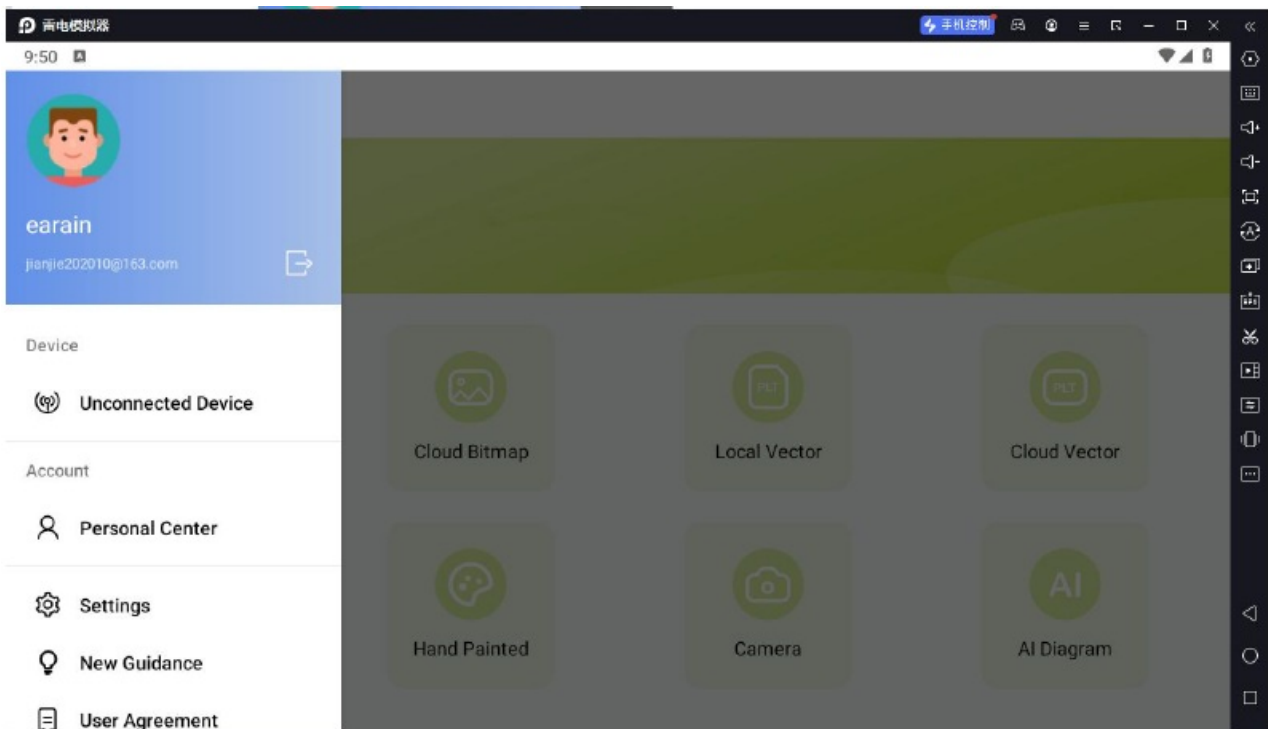 雷电模拟器 手机控制
9:50 A
earain
jianjie202010@163.com
Device
Unconnected Device
Account
Personal Center
Settings
New Guidance
User Agreement
Cloud Bitmap
PLT
Local Vector
PLT
Cloud Vector
Hand Painted
Camera
AI
AI Diagram